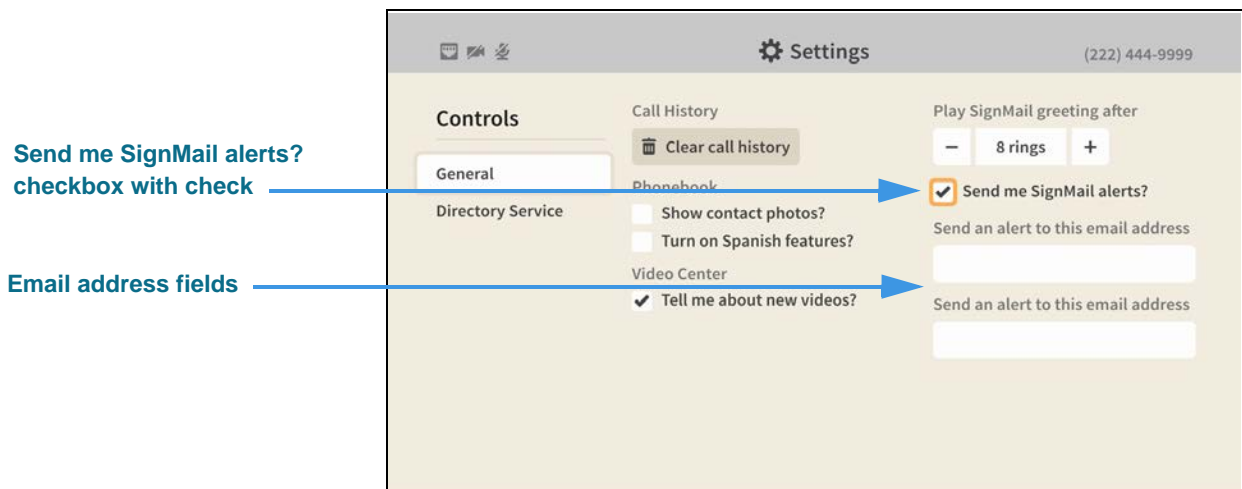 Settings
(222) 444-9999
Send me SignMail alerts?
checkbox with check
Email address fields
Controls
General
Directory Service
Call History
Clear call history
Phonebook
Show contact photos?
Turn on Spanish features?
Video Center
Tell me about new videos?
Play SignMail greeting after
− 8 rings +
Send me SignMail alerts?
Send an alert to this email address
Send an alert to this email address